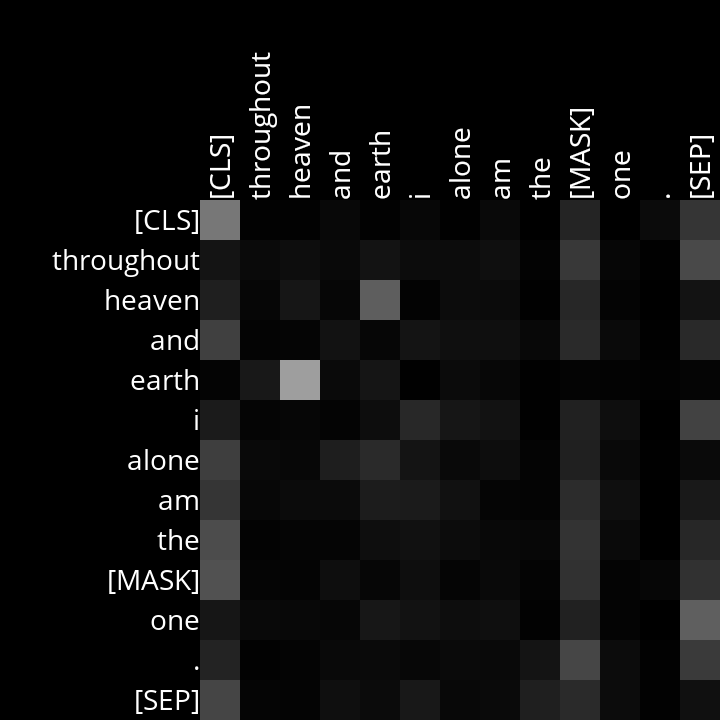 [CLS] throughout heaven and earth i alone am the [MASK] one . [SEP]
[CLS]
throughout
heaven
and
earth
i
alone
am
the
[MASK]
one
.
[SEP]